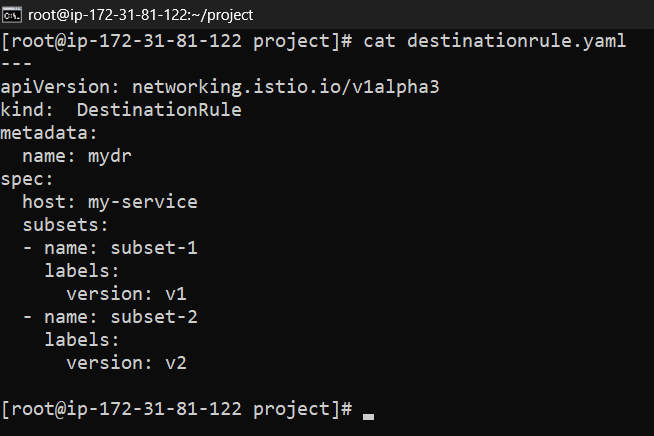 root@ip-172-31-81-122:~/project
[root@ip-172-31-81-122 project]# cat destinationrule.yaml
---
apiVersion: networking.istio.io/v1alpha3
kind:  DestinationRule
metadata:
  name: mydr
spec:
  host: my-service
  subsets:
  - name: subset-1
    labels:
      version: v1
  - name: subset-2
    labels:
      version: v2
[root@ip-172-31-81-122 project]#